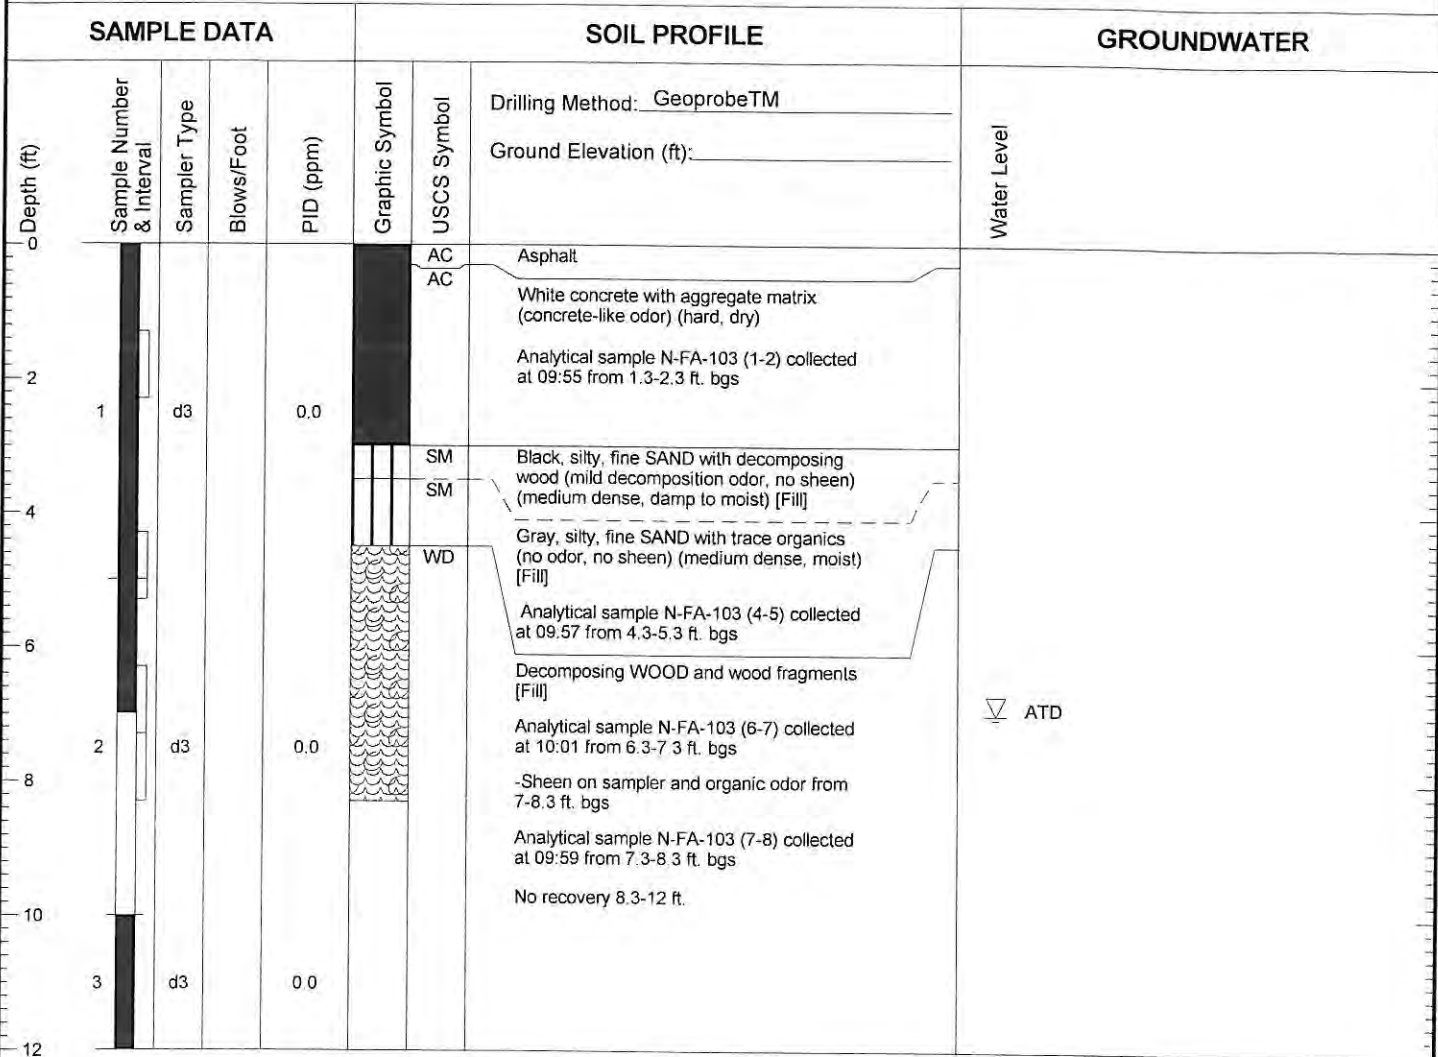 SAMPLE DATA
SOIL PROFILE
GROUNDWATER
Depth (ft)
Sample Number
& Interval
Sampler Type
Blows/Foot
PID (ppm)
Graphic Symbol
USCS Symbol
Drilling Method: GeoprobeTM
Ground Elevation (ft):
Water Level
0
AC
Asphalt
AC
White concrete with aggregate matrix
(concrete-like odor) (hard, dry)
Analytical sample N-FA-103 (1-2) collected
at 09:55 from 1.3-2.3 ft. bgs
2
1
d3
0.0
SM
Black, silty, fine SAND with decomposing
wood (mild decomposition odor, no sheen)
(medium dense, damp to moist) [Fill]
SM
4
Gray, silty, fine SAND with trace organics
(no odor, no sheen) (medium dense, moist)
[Fill]
WD
Analytical sample N-FA-103 (4-5) collected
at 09:57 from 4.3-5.3 ft. bgs
6
Decomposing WOOD and wood fragments
[Fill]
ATD
Analytical sample N-FA-103 (6-7) collected
at 10:01 from 6.3-7 3 ft. bgs
2
d3
0.0
8
-Sheen on sampler and organic odor from
7-8.3 ft. bgs
Analytical sample N-FA-103 (7-8) collected
at 09:59 from 7.3-8 3 ft. bgs
No recovery 8.3-12 ft.
10
3
d3
0.0
12